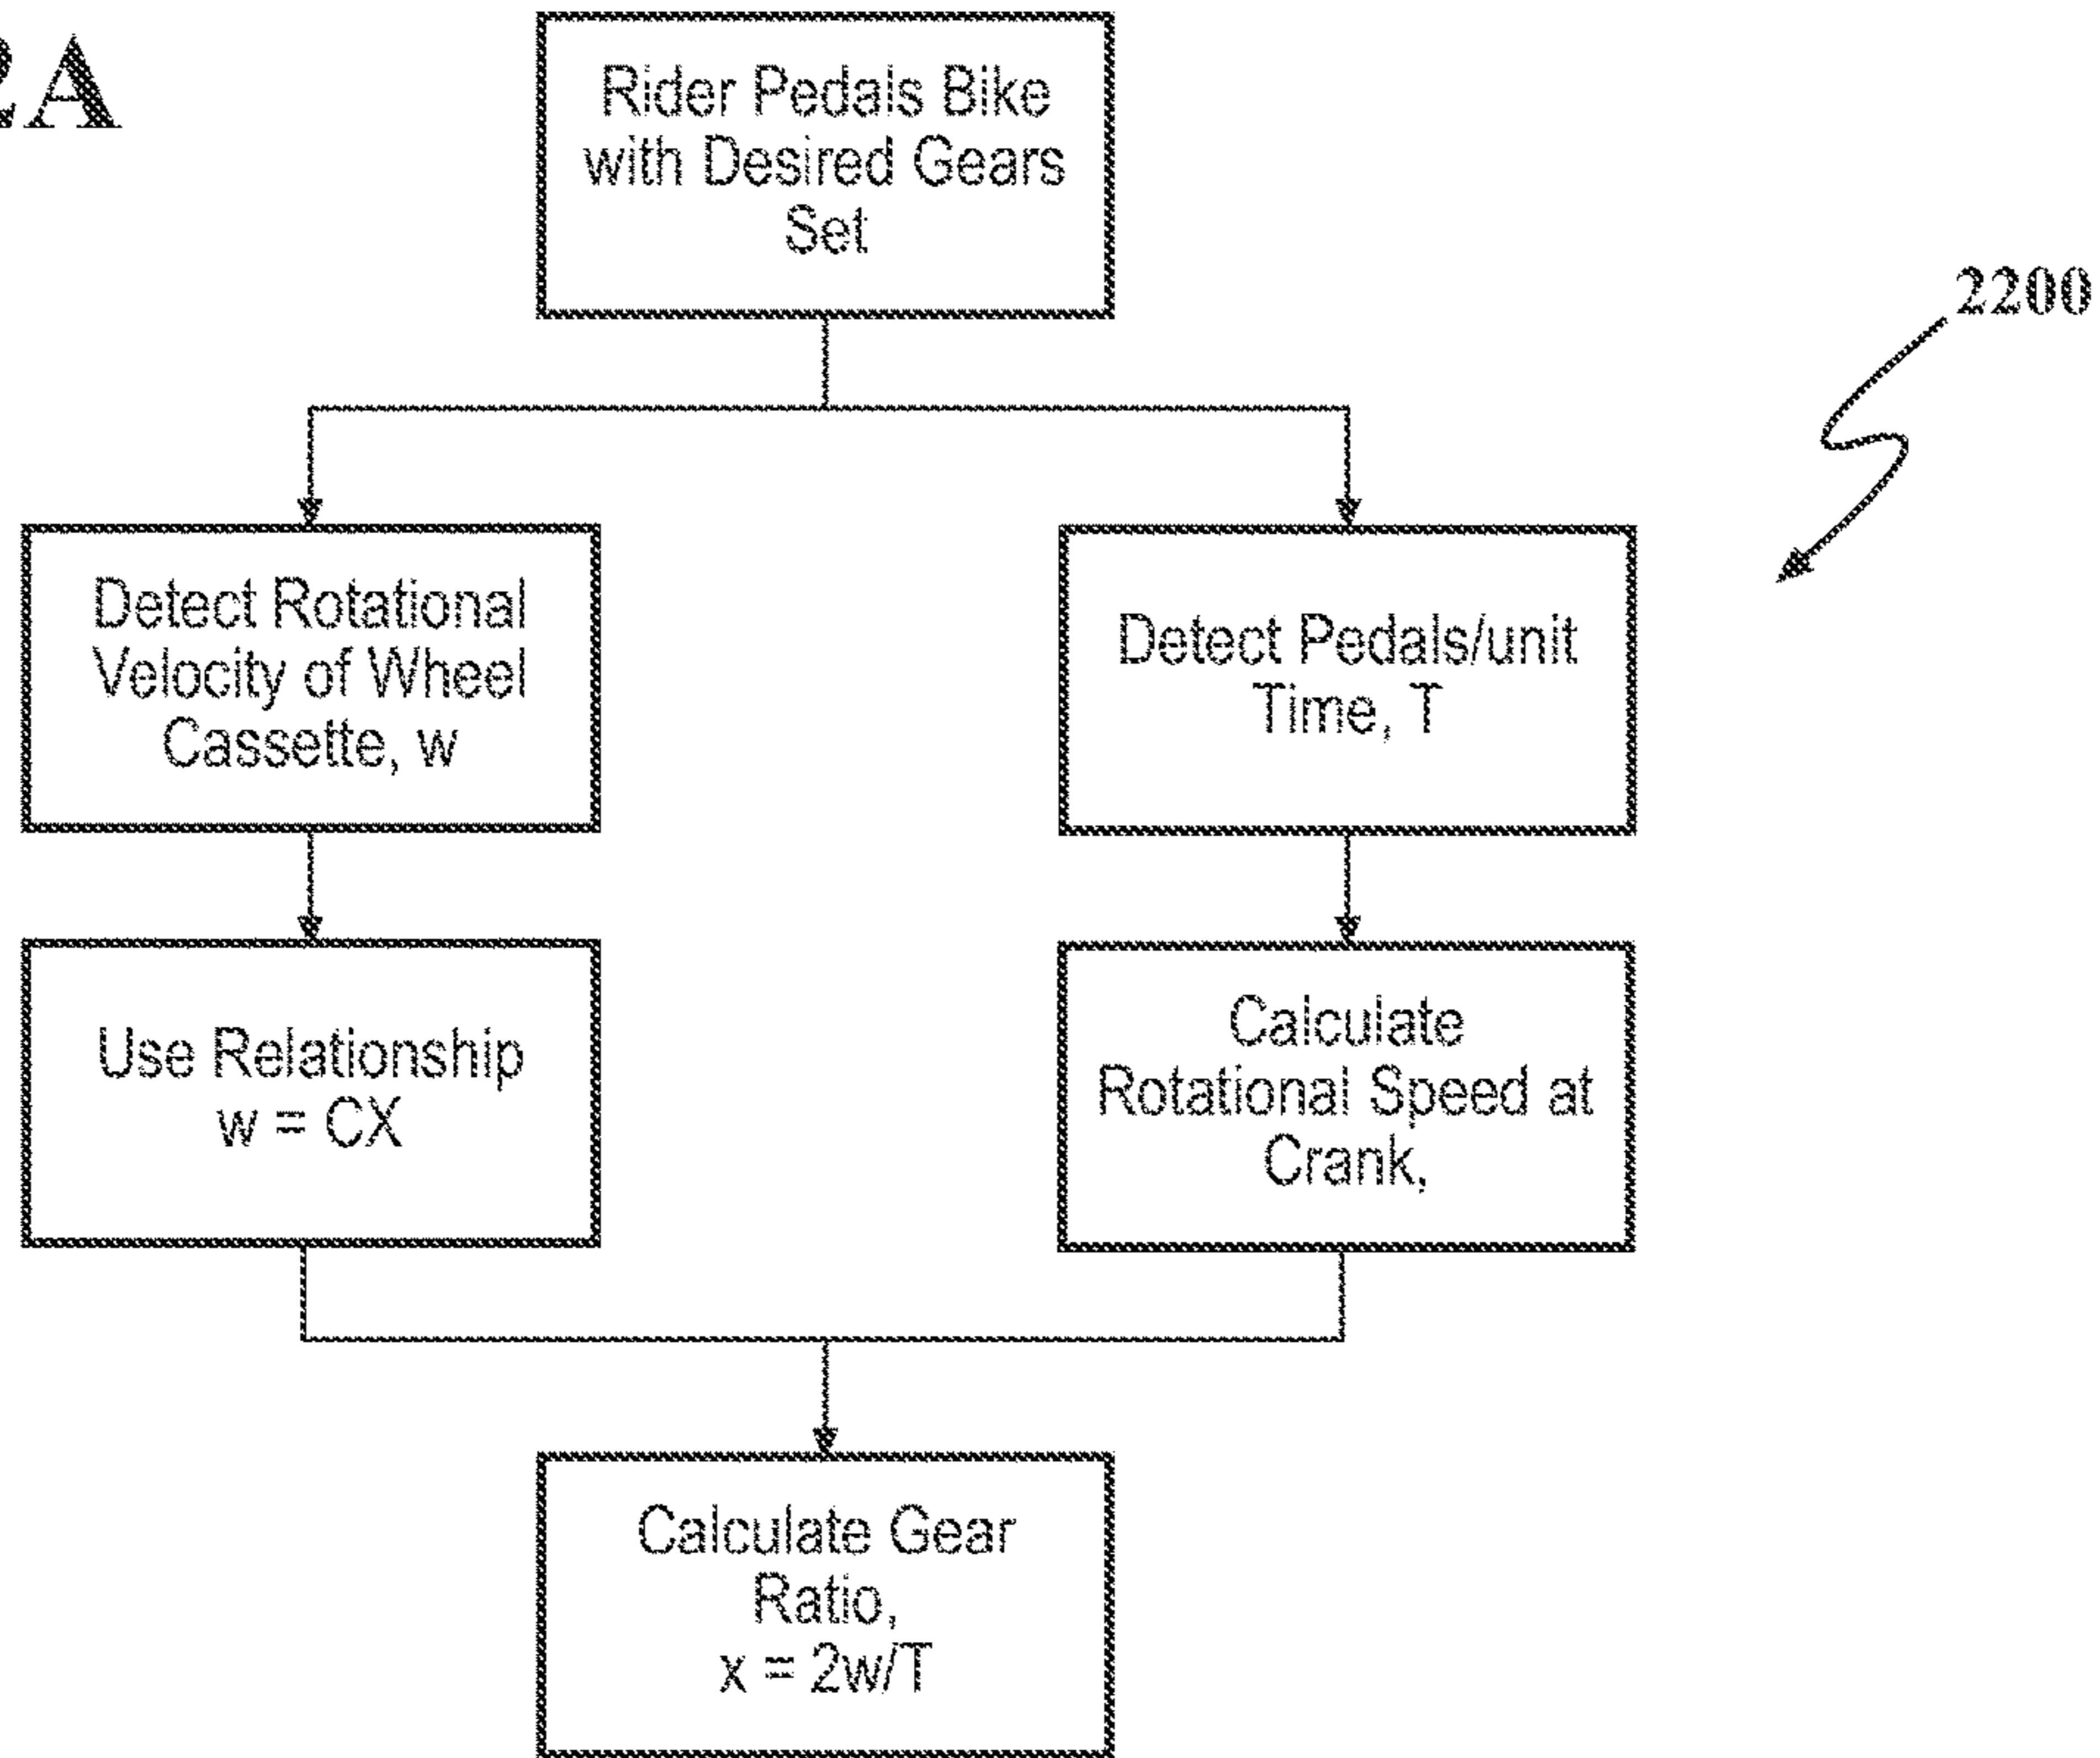 2A
Rider Pedals Bike
with Desired Gears
Set
2200
Detect Rotational
Velocity of Wheel
Cassette, w
Detect Pedals/unit
Time, T
Use Relationship
w = CX
Calculate
Rotational Speed at
Crank,
Calculate Gear
Ratio,
x = 2w/T